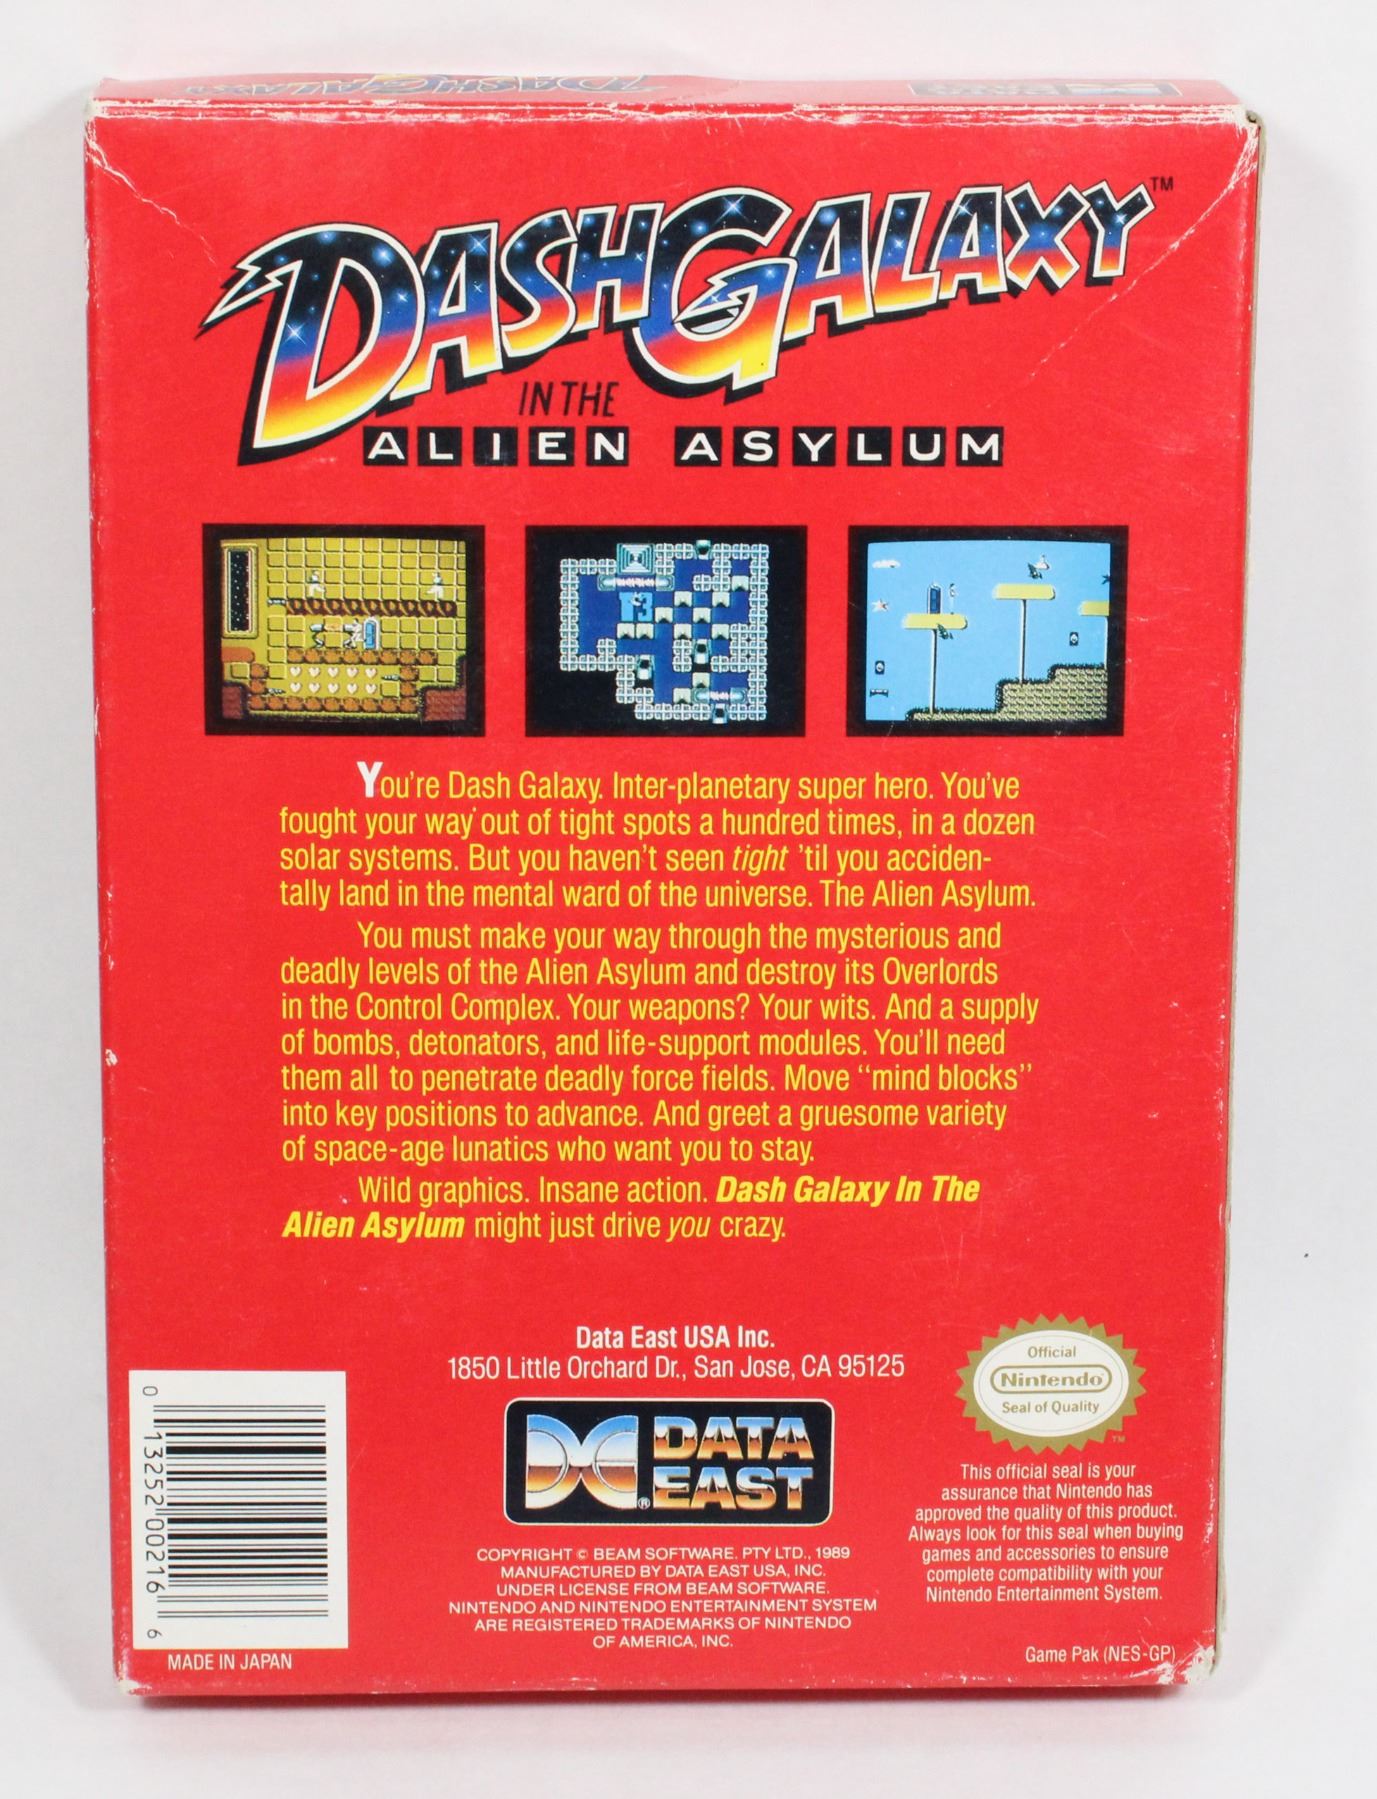 DASH GALAXY
DATA EAST
DASH GALAXY™
IN THE
ALIEN ASYLUM
You're Dash Galaxy. Inter-planetary super hero. You've
fought your way out of tight spots a hundred times, in a dozen
solar systems. But you haven't seen tight 'til you acciden-
tally land in the mental ward of the universe. The Alien Asylum.
You must make your way through the mysterious and
deadly levels of the Alien Asylum and destroy its Overlords
in the Control Complex. Your weapons? Your wits. And a supply
of bombs, detonators, and life-support modules. You'll need
them all to penetrate deadly force fields. Move “mind blocks”
into key positions to advance. And greet a gruesome variety
of space-age lunatics who want you to stay.
Wild graphics. Insane action. Dash Galaxy In The
Alien Asylum might just drive you crazy.
Data East USA Inc.
1850 Little Orchard Dr., San Jose, CA 95125
DATA
EAST®
COPYRIGHT © BEAM SOFTWARE. PTY LTD., 1989
MANUFACTURED BY DATA EAST USA, INC.
UNDER LICENSE FROM BEAM SOFTWARE.
NINTENDO AND NINTENDO ENTERTAINMENT SYSTEM
ARE REGISTERED TRADEMARKS OF NINTENDO
OF AMERICA, INC.
Official
Nintendo®
Seal of Quality
TM
This official seal is your
assurance that Nintendo has
approved the quality of this product.
Always look for this seal when buying
games and accessories to ensure
complete compatibility with your
Nintendo Entertainment System.
Game Pak (NES-GP)
0 13252 00216 6
MADE IN JAPAN